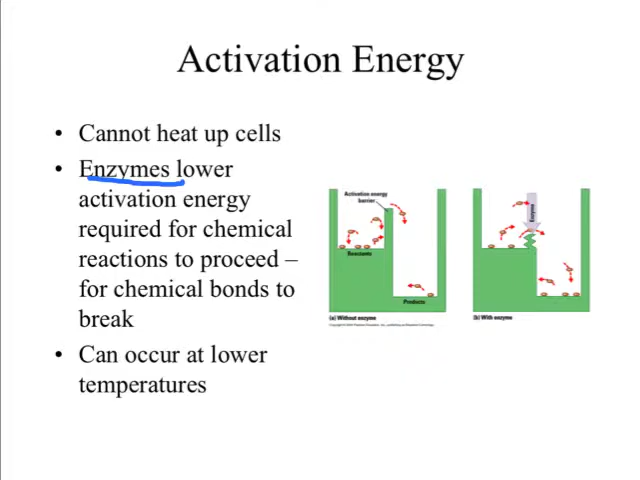 Activation Energy
• Cannot heat up cells
• Enzymes lower
activation energy
required for chemical
reactions to proceed –
for chemical bonds to
break
• Can occur at lower
temperatures
Activation energy
barrier
Reactants
Products
(a) Without enzyme
Enzyme
(b) With enzyme